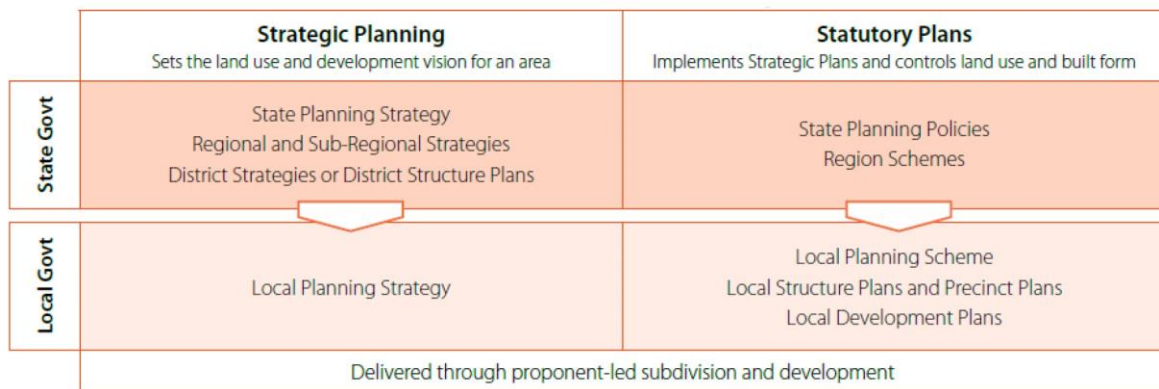 Strategic Planning
Sets the land use and development vision for an area
Statutory Plans
Implements Strategic Plans and controls land use and built form
State Govt
State Planning Strategy
Regional and Sub-Regional Strategies
District Strategies or District Structure Plans
State Planning Policies
Region Schemes
Local Govt
Local Planning Strategy
Local Planning Scheme
Local Structure Plans and Precinct Plans
Local Development Plans
Delivered through proponent-led subdivision and development